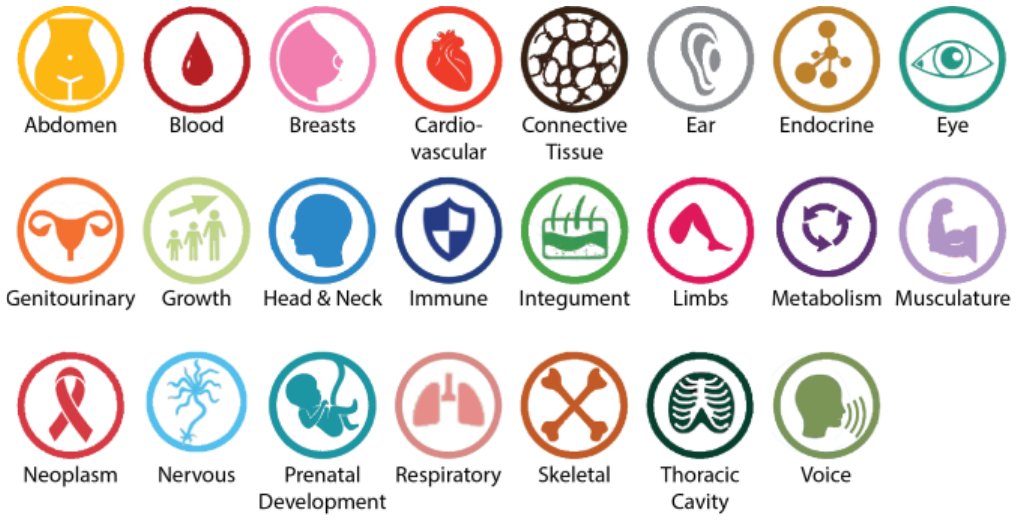 Abdomen
Blood
Breasts
Cardio-
vascular
Connective
Tissue
Ear
Endocrine
Eye
Genitourinary
Growth
Head & Neck
Immune
Integument
Limbs
Metabolism
Musculature
Neoplasm
Nervous
Prenatal
Development
Respiratory
Skeletal
Thoracic
Cavity
Voice